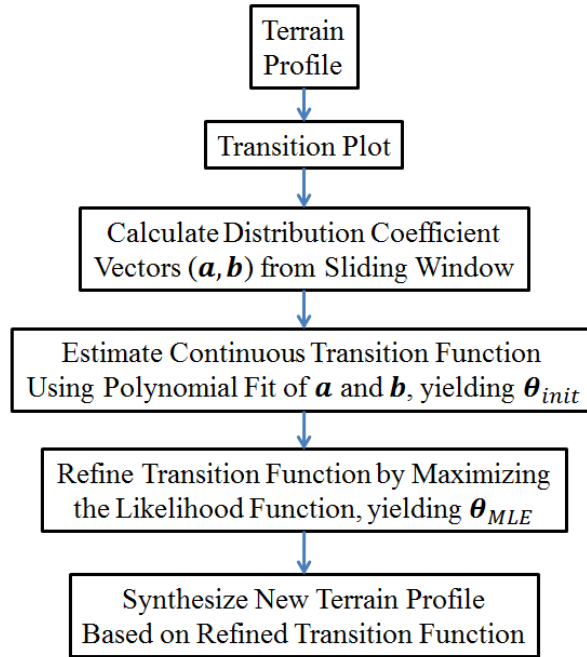 Terrain
Profile
Transition Plot
Calculate Distribution Coefficient
Vectors (a, b) from Sliding Window
Estimate Continuous Transition Function
Using Polynomial Fit of a and b, yielding θ_init
Refine Transition Function by Maximizing
the Likelihood Function, yielding θ_MLE
Synthesize New Terrain Profile
Based on Refined Transition Function